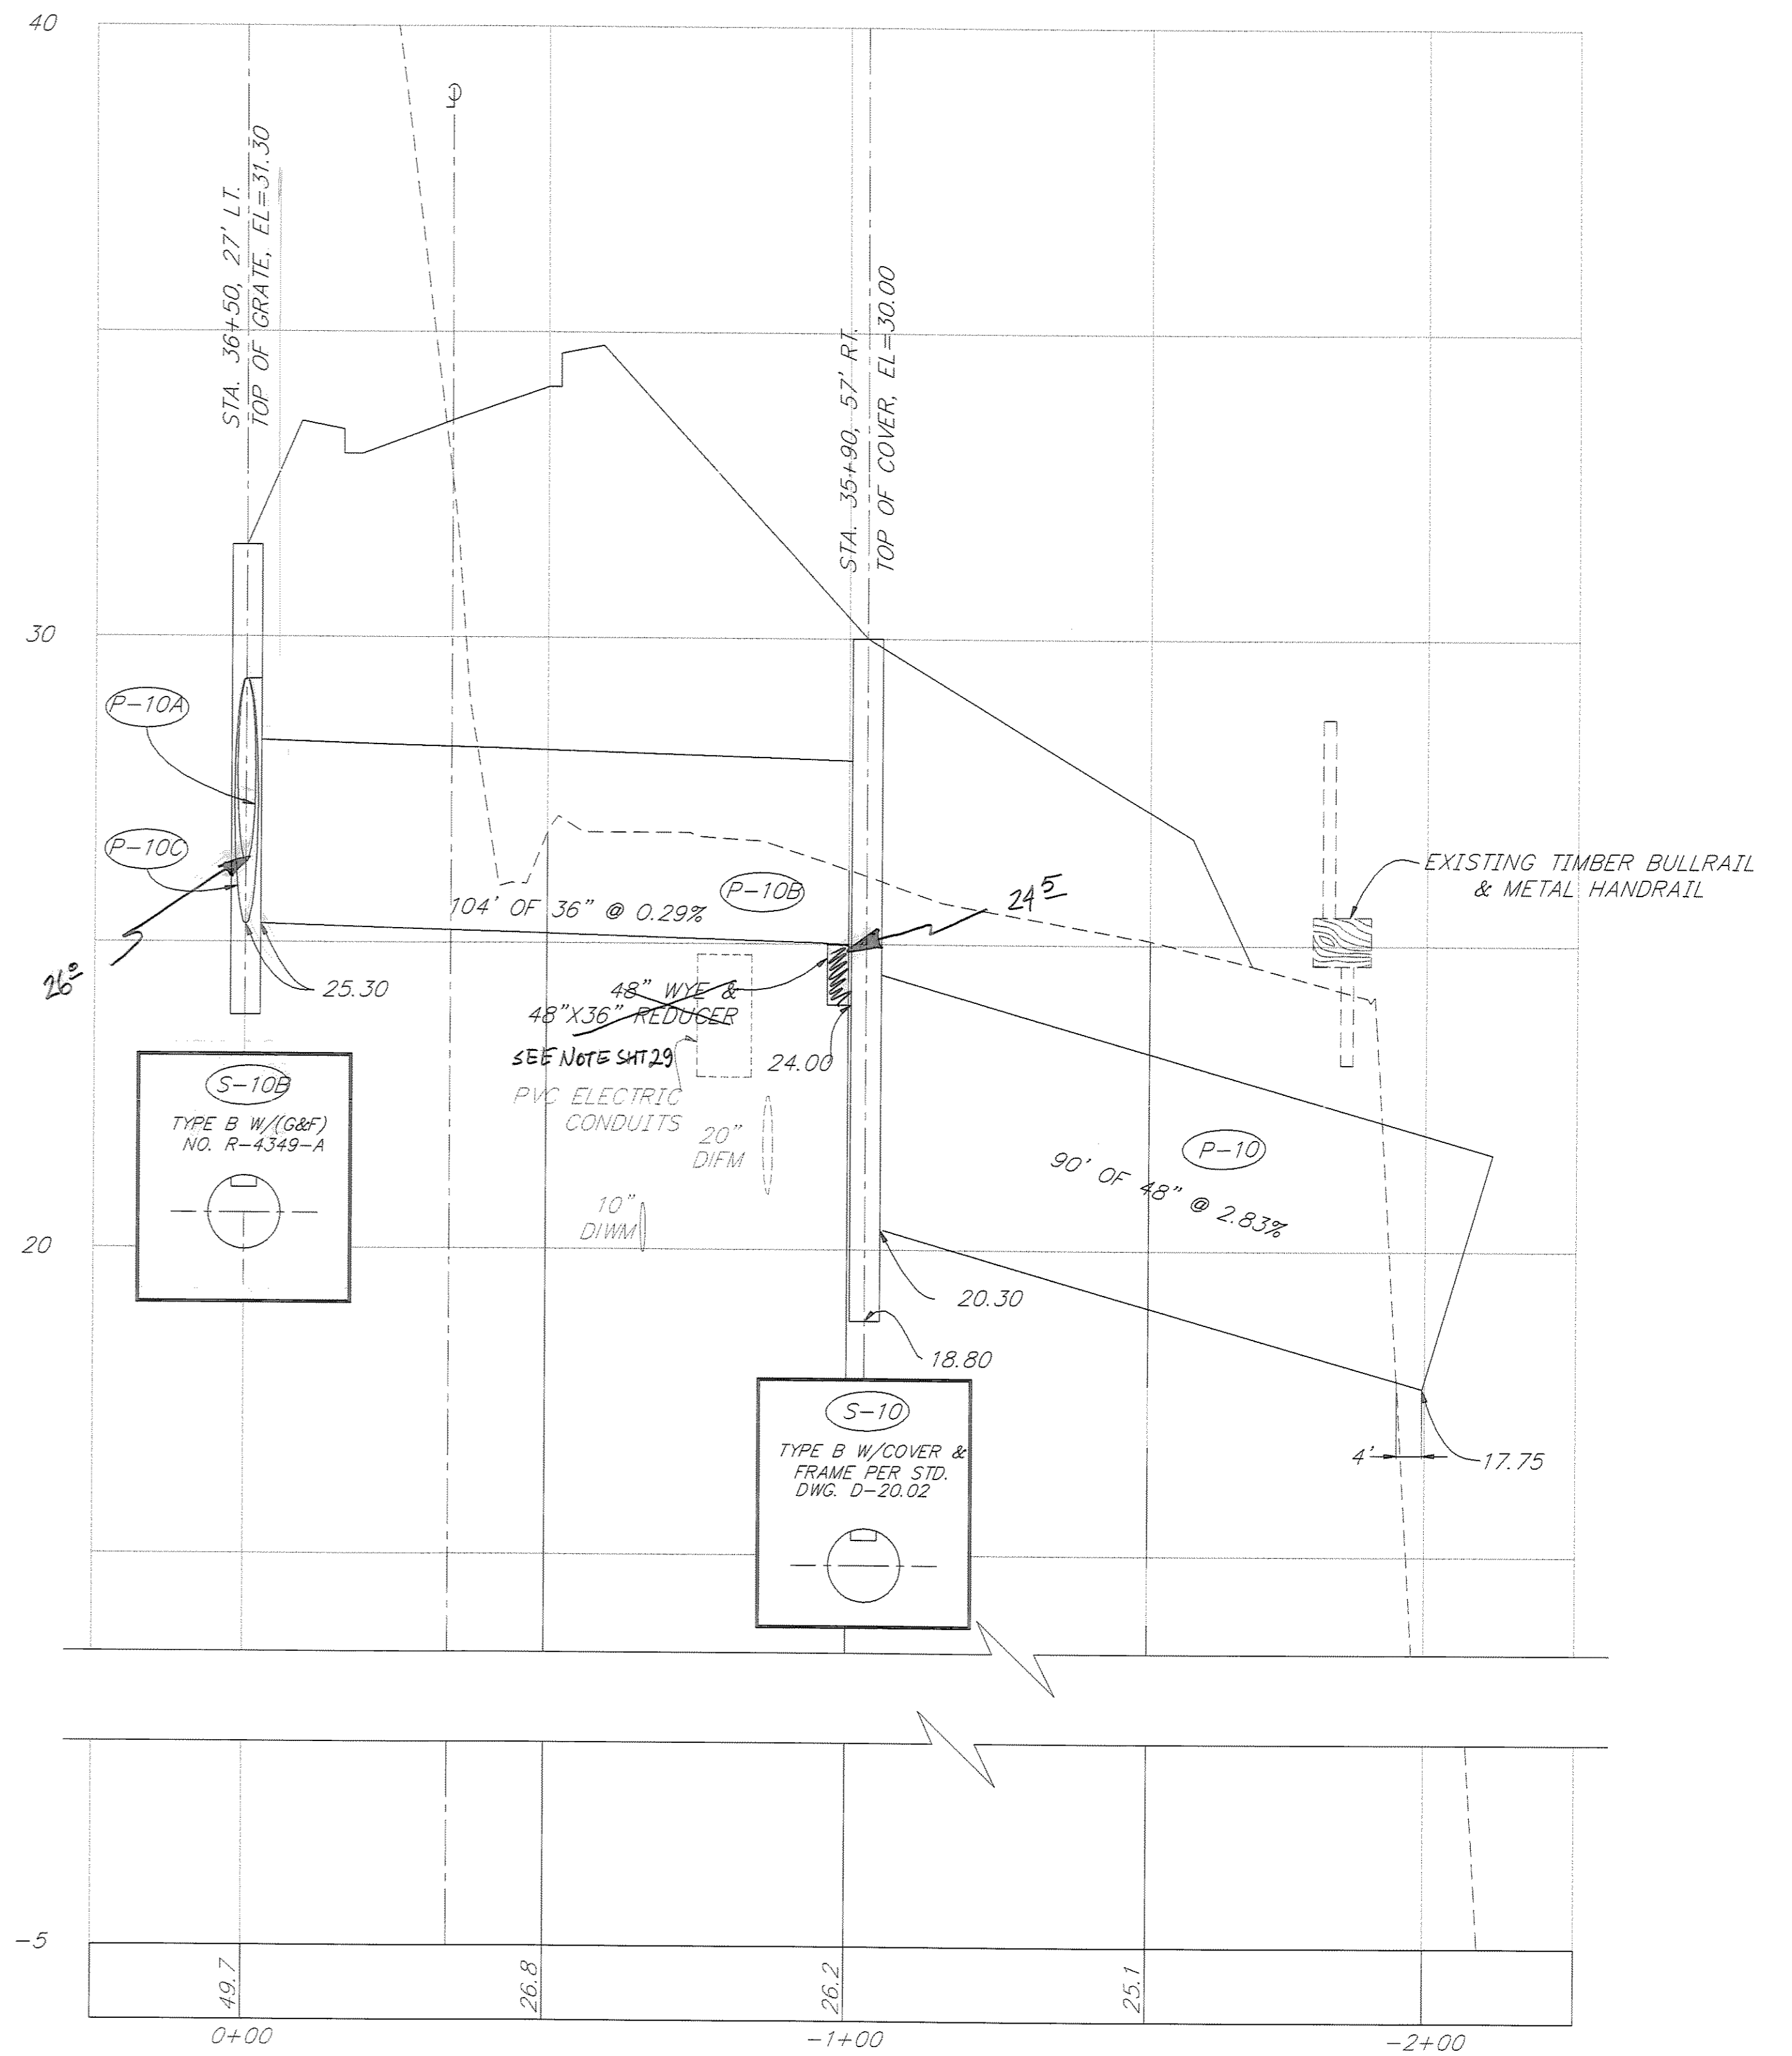 40
STA. 36+50, 27' LT.
TOP OF GRATE, EL=31.30
STA. 35+90, 57' RT.
TOP OF COVER, EL=30.00
30
P-10A
P-10C
P-10B
104' OF 36" @ 0.29%
24 5
EXISTING TIMBER BULLRAIL
& METAL HANDRAIL
26 0
25.30
48" WYE &
48"X36" REDUCER
SEE NOTE SHT 29
24.00
PVC ELECTRIC
CONDUITS
20"
DIFM
10"
DIWM
S-10B
TYPE B W/(G&F)
NO. R-4349-A
P-10
90' OF 48" @ 2.83%
20
20.30
18.80
S-10
TYPE B W/COVER &
FRAME PER STD.
DWG. D-20.02
4'
17.75
-5
49.7
26.8
26.2
25.1
0+00
-1+00
-2+00